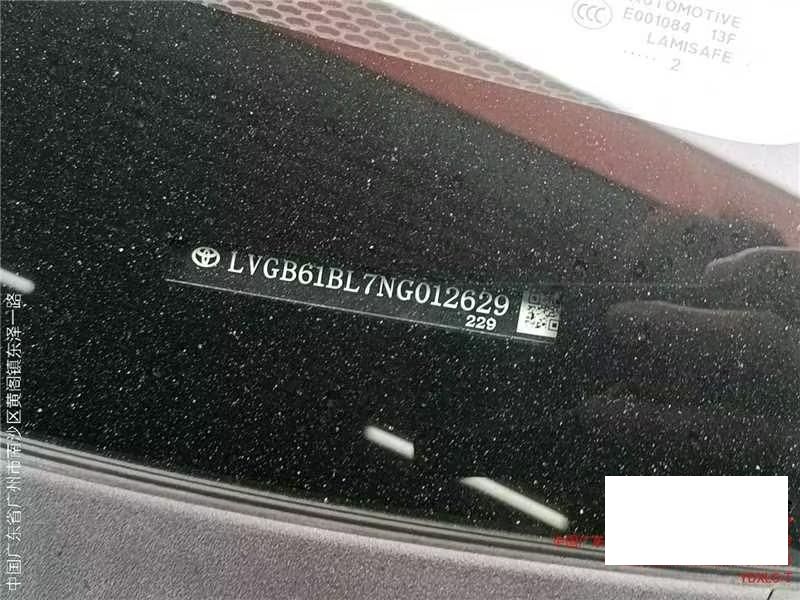 AUTOMOTIVE
E001084 13F
LAMISAFE
..... 2
LVGB61BL7NG012629
229
中国广东省广州市南沙区黄阁镇东泽一路